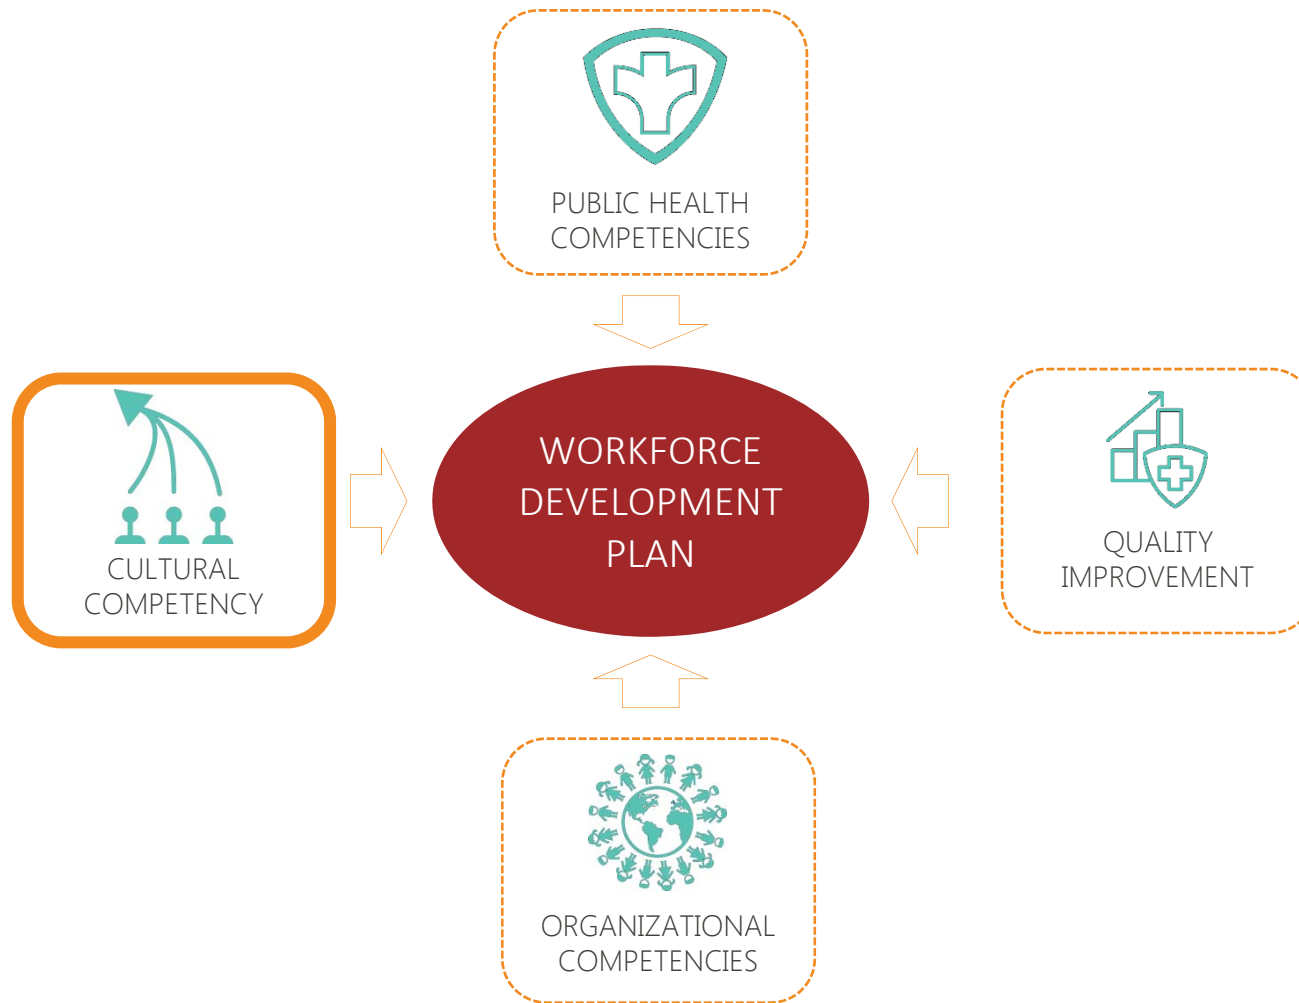 PUBLIC HEALTH
COMPETENCIES
WORKFORCE
DEVELOPMENT
PLAN
CULTURAL
COMPETENCY
QUALITY
IMPROVEMENT
ORGANIZATIONAL
COMPETENCIES